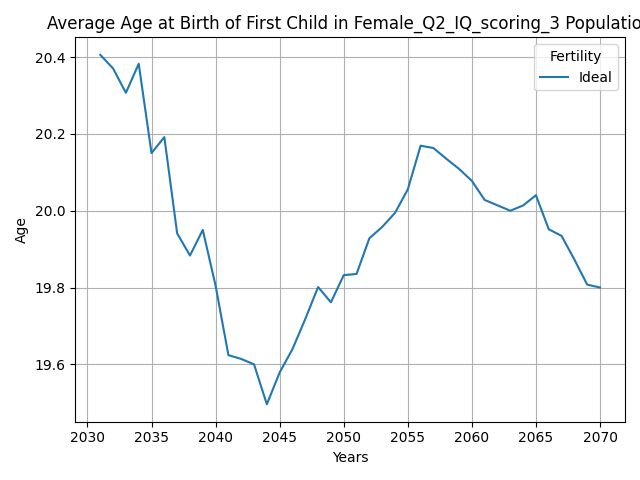 Average Age at Birth of First Child in Female_Q2_IQ_scoring_3 Populatio
Fertility
Ideal
20.4
20.2
20.0
19.8
19.6
Age
2030 2035 2040 2045 2050 2055 2060 2065 2070
Years